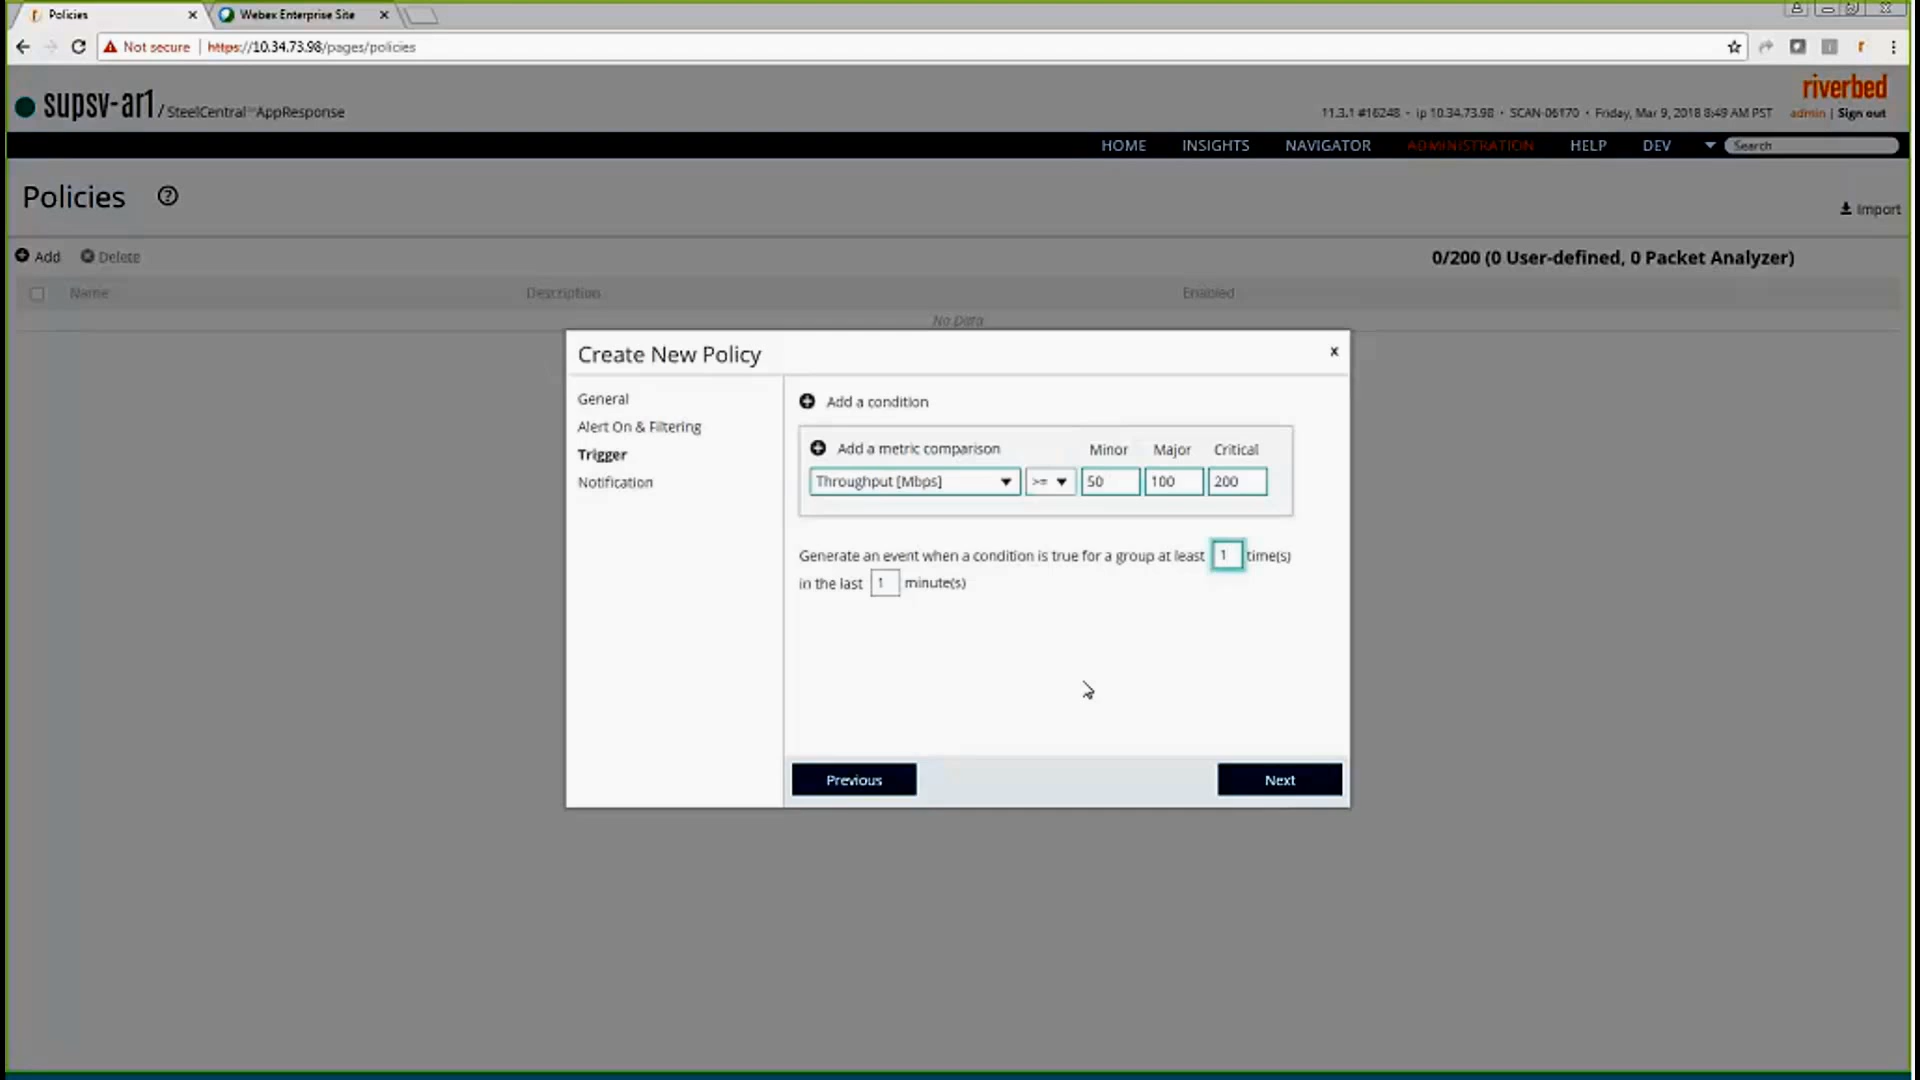 Policies
Webex Enterprise Site
Not secure
https://10.34.73.98/pages/policies
supsv-ar1 / SteelCentral™AppResponse
riverbed
11.3.1 #16248 • ip 10.34.73.98 • SCAN-06170 • Friday, Mar 9, 2018 8:49 AM PST
admin | Sign out
HOME INSIGHTS NAVIGATOR ADMINISTRATION HELP DEV Search
Policies
Import
Add Delete
0/200 (0 User-defined, 0 Packet Analyzer)
Name Description Enabled
No Data
Create New Policy
x
General
Alert On & Filtering
Trigger
Notification
Add a condition
Add a metric comparison Minor Major Critical
Throughput [Mbps] >= 50 100 200
Generate an event when a condition is true for a group at least 1 time(s)
in the last 1 minute(s)
Previous Next